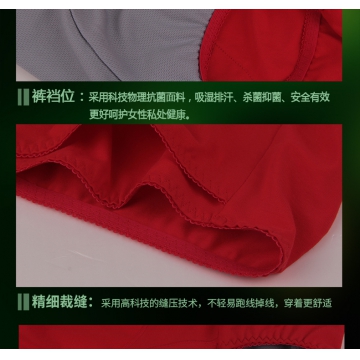 裤裆位：采用科技物理抗菌面料，吸湿排汗、杀菌抑菌、安全有效
更好呵护女性私处健康。
精细裁缝：采用高科技的缝压技术，不轻易跑线掉线，穿着更舒适